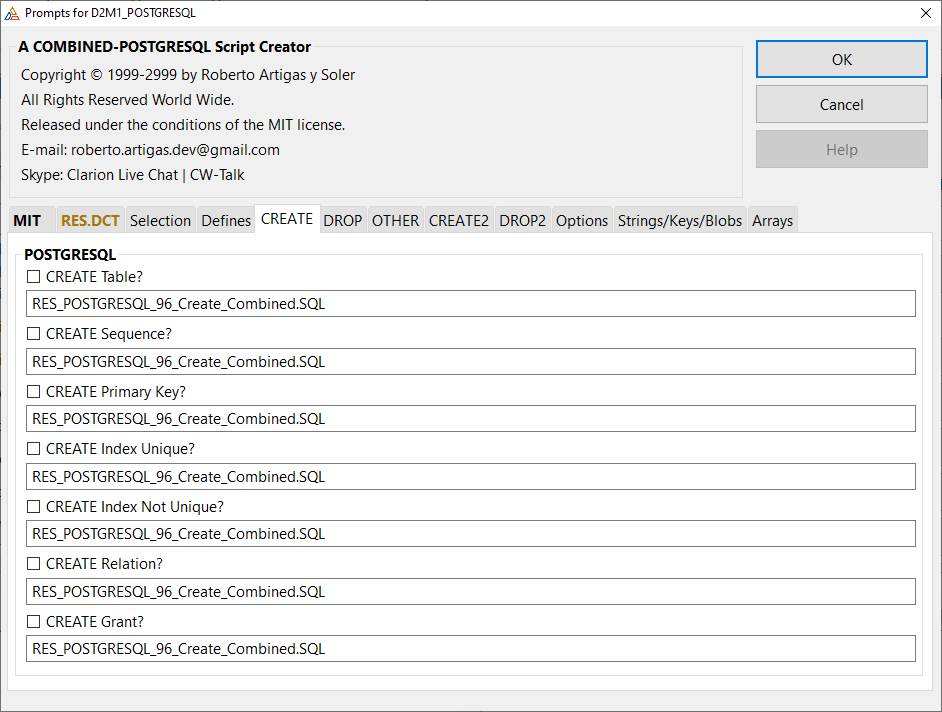 Prompts for D2M1_POSTGRESQL
A COMBINED-POSTGRESQL Script Creator
Copyright © 1999-2999 by Roberto Artigas y Soler
All Rights Reserved World Wide.
Released under the conditions of the MIT license.
E-mail: roberto.artigas.dev@gmail.com
Skype: Clarion Live Chat | CW-Talk
OK
Cancel
Help
MIT RES.DCT Selection Defines CREATE DROP OTHER CREATE2 DROP2 Options Strings/Keys/Blobs Arrays
POSTGRESQL
CREATE Table?
RES_POSTGRESQL_96_Create_Combined.SQL
CREATE Sequence?
RES_POSTGRESQL_96_Create_Combined.SQL
CREATE Primary Key?
RES_POSTGRESQL_96_Create_Combined.SQL
CREATE Index Unique?
RES_POSTGRESQL_96_Create_Combined.SQL
CREATE Index Not Unique?
RES_POSTGRESQL_96_Create_Combined.SQL
CREATE Relation?
RES_POSTGRESQL_96_Create_Combined.SQL
CREATE Grant?
RES_POSTGRESQL_96_Create_Combined.SQL